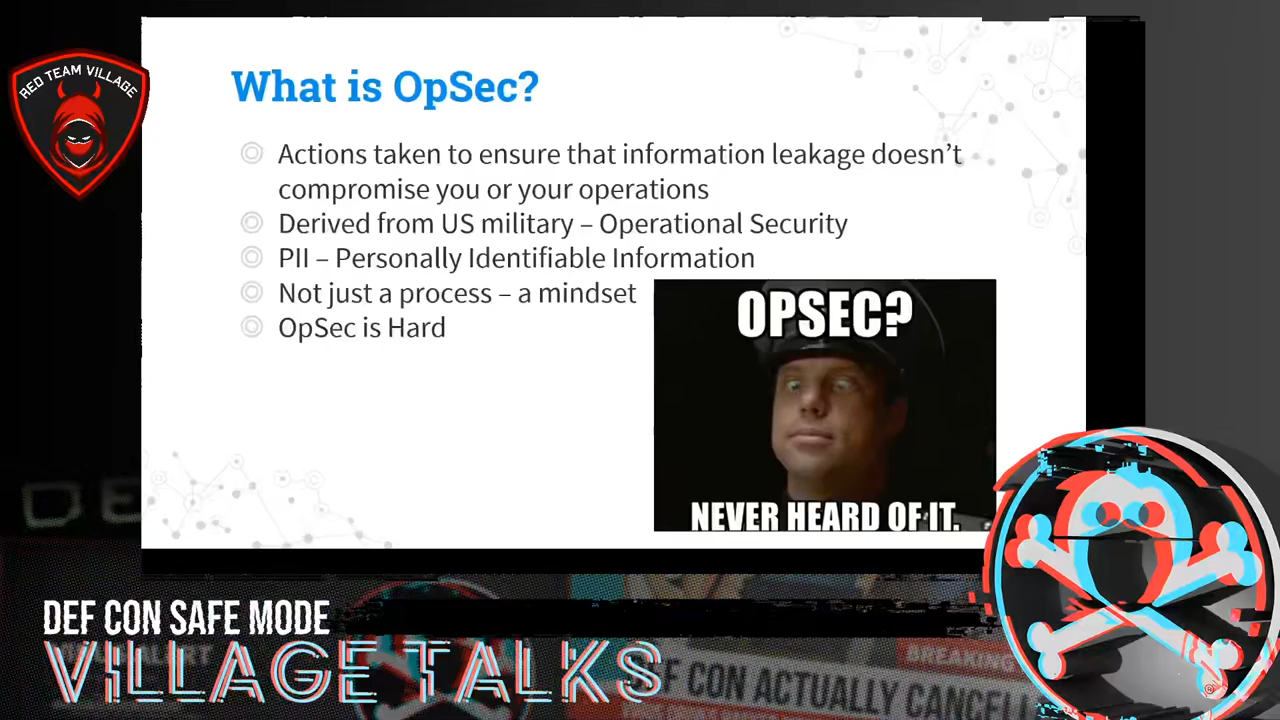 RED TEAM VILLAGE
What is OpSec?
Actions taken to ensure that information leakage doesn't
compromise you or your operations
Derived from US military – Operational Security
PII – Personally Identifiable Information
Not just a process – a mindset
OpSec is Hard
OPSEC?
NEVER HEARD OF IT.
DEF CON SAFE MODE
VILLAGE TALKS
BREAKIN
F CON ACTUALLY CANCELL